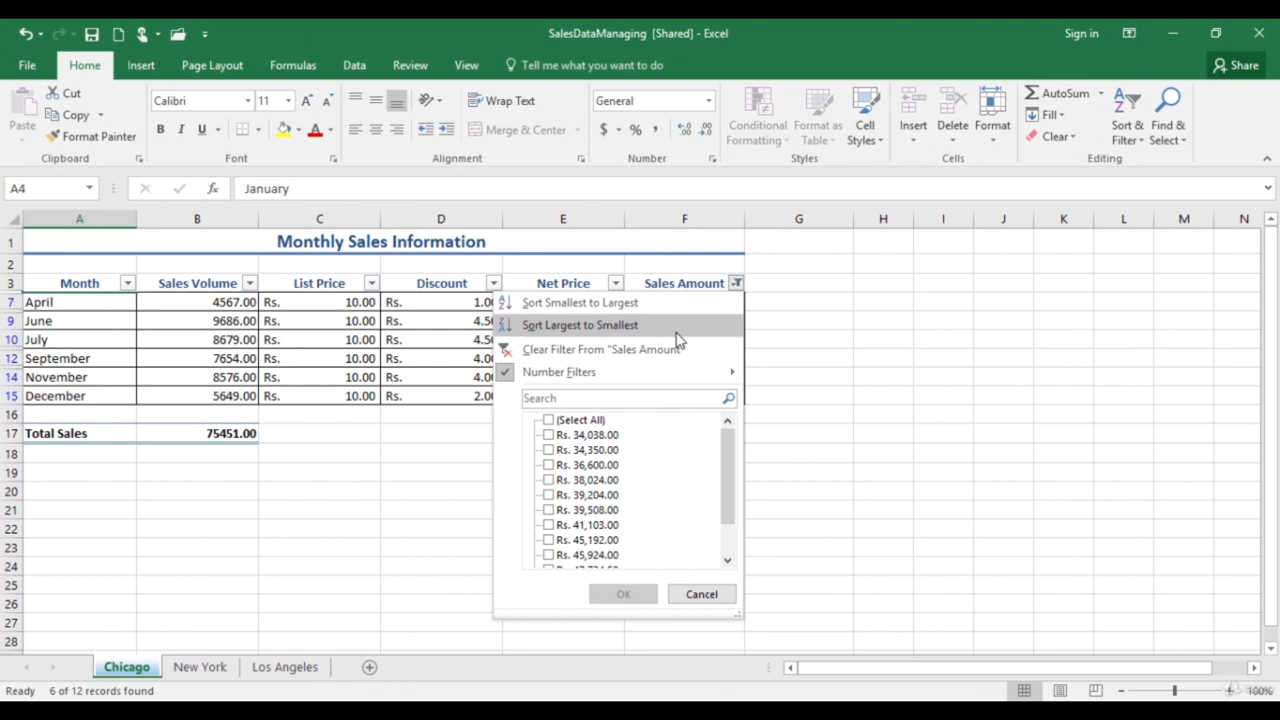 SalesDataManaging [Shared] - Excel
Sign in
File Home Insert Page Layout Formulas Data Review View Tell me what you want to do Share
Paste
Cut
Copy
Format Painter
Clipboard
Calibri 11
B I U
Font
Wrap Text
Merge & Center
Alignment
General
$ % ,
Number
Conditional Formatting
Format as Table
Cell Styles
Styles
Insert Delete Format
Cells
AutoSum
Fill
Clear
Sort & Filter
Find & Select
Editing
A4 fx January
A B C D E F G H I J K L M N
1 Monthly Sales Information
2
3 Month Sales Volume List Price Discount Net Price Sales Amount
7 April 4567.00 Rs. 10.00 Rs. 1.00
9 June 9686.00 Rs. 10.00 Rs. 4.50
10 July 8679.00 Rs. 10.00 Rs. 4.50
12 September 7654.00 Rs. 10.00 Rs. 4.00
14 November 8576.00 Rs. 10.00 Rs. 4.00
15 December 5649.00 Rs. 10.00 Rs. 2.00
16
17 Total Sales 75451.00
18
19
20
21
22
23
24
25
26
27
28
Sort Smallest to Largest
Sort Largest to Smallest
Clear Filter From "Sales Amount"
Number Filters
Search
(Select All)
Rs. 34,038.00
Rs. 34,350.00
Rs. 36,600.00
Rs. 38,024.00
Rs. 39,204.00
Rs. 39,508.00
Rs. 41,103.00
Rs. 45,192.00
Rs. 45,924.00
OK Cancel
Chicago New York Los Angeles
Ready 6 of 12 records found 100%